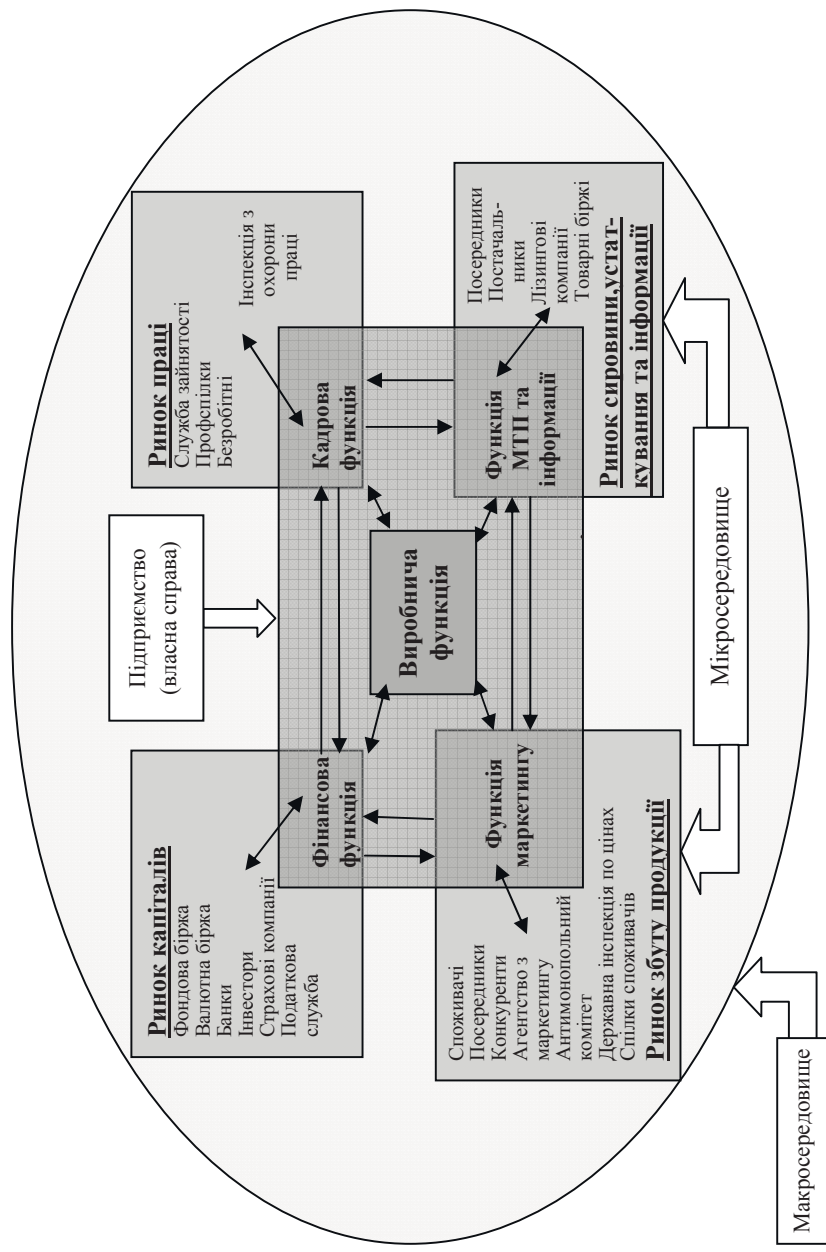 Підприємство
(власна справа)
Ринок капіталів
Фондова біржа
Валютна біржа
Банки
Інвестори
Страхові компанії
Податкова
служба
Ринок праці
Служба зайнятості
Профспілки
Безробітні
Інспекція з
охорони
праці
Фінансова
функція
Кадрова
функція
Виробнича
функція
Функція
маркетингу
Функція
МТП та
інформації
Споживачі
Посередники
Конкуренти
Агентство з
маркетингу
Антимонопольний
комітет
Державна інспекція по цінах
Спілки споживачів
Ринок збуту продукції
Посередники
Постачаль-
ники
Лізингові
компанії
Товарні біржі
Ринок сировини,устат-
кування та інформації
Мікросередовище
Макросередовище